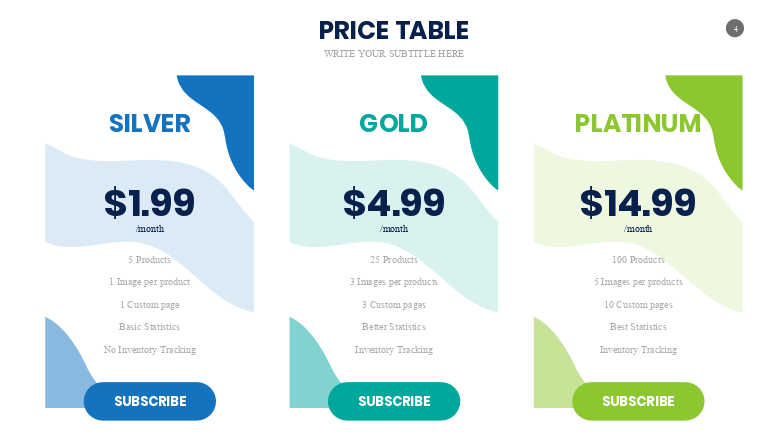 PRICE TABLE
4
WRITE YOUR SUBTITLE HERE
SILVER
$1.99
/month
5 Products
1 Image per product
1 Custom page
Basic Statistics
No Inventory Tracking
SUBSCRIBE
GOLD
$4.99
/month
25 Products
3 Images per products
3 Custom pages
Better Statistics
Inventory Tracking
SUBSCRIBE
PLATINUM
$14.99
/month
100 Products
5 Images per products
10 Custom pages
Best Statistics
Inventory Tracking
SUBSCRIBE